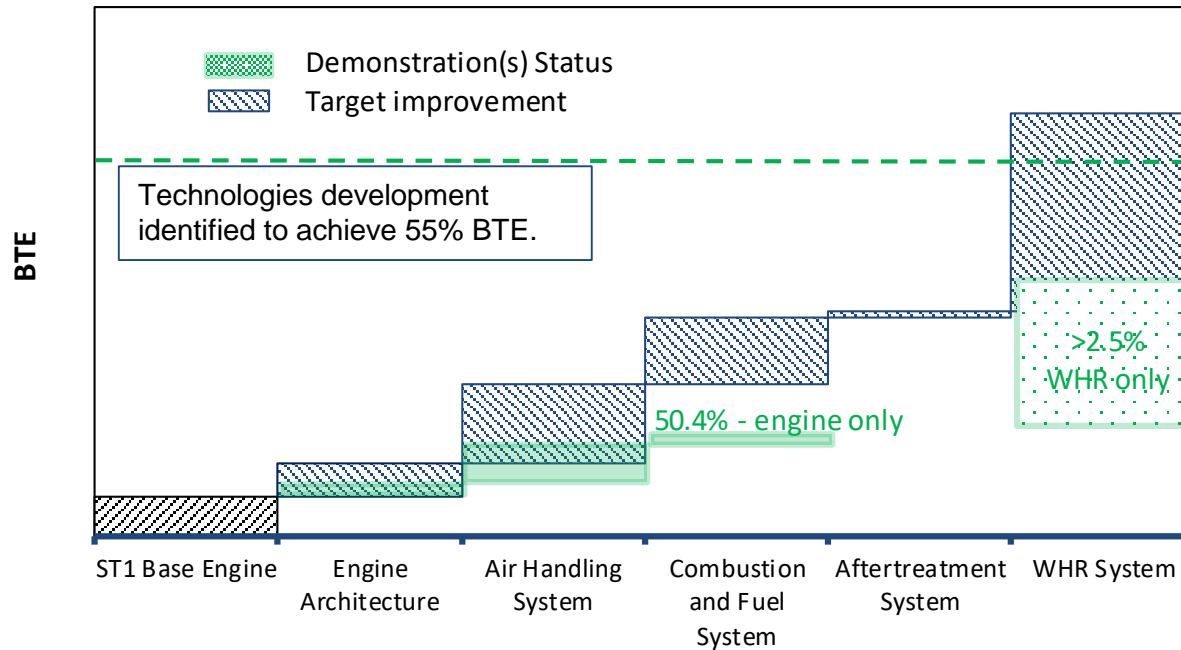 Demonstration(s) Status
Target improvement
Technologies development
identified to achieve 55% BTE.
BTE
>2.5%
WHR only
50.4% - engine only
ST1 Base Engine
Engine
Architecture
Air Handling
System
Combustion
and Fuel
System
Aftertreatment
System
WHR System